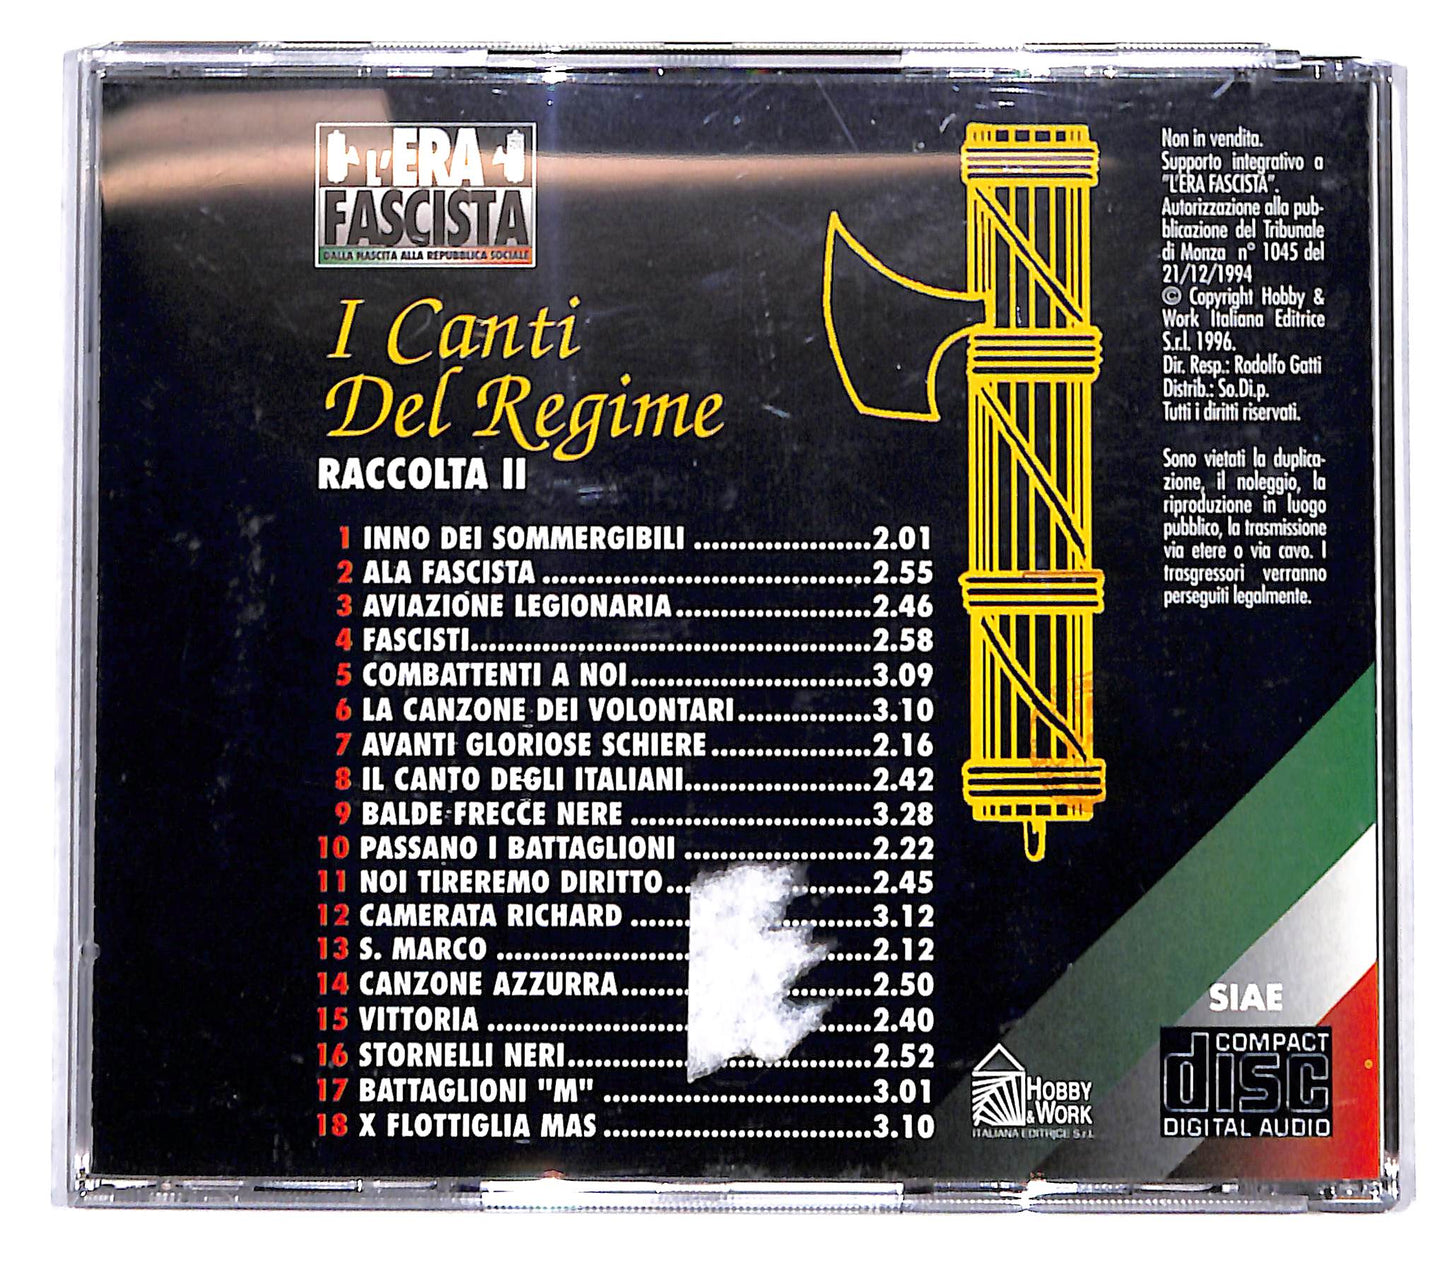 L'ERA
FASCISTA
DALLA NASCITA ALLA REPUBBLICA SOCIALE
I Canti
Del Regime
RACCOLTA II
1 INNO DEI SOMMERGIBILI ....................2.01
2 ALA FASCISTA .....................................2.55
3 AVIAZIONE LEGIONARIA......................2.46
4 FASCISTI.............................................2.58
5 COMBATTENTI A NOI...........................3.09
6 LA CANZONE DEI VOLONTARI...............3.10
7 AVANTI GLORIOSE SCHIERE..................2.16
8 IL CANTO DEGLI ITALIANI.....................2.42
9 BALDE FRECCE NERE ...........................3.28
10 PASSANO I BATTAGLIONI .....................2.22
11 NOI TIREREMO DIRITTO............2.45
12 CAMERATA RICHARD ..................3.12
13 S. MARCO ...........................2.12
14 CANZONE AZZURRA.................2.50
15 VITTORIA ............................2.40
16 STORNELLI NERI.....................2.52
17 BATTAGLIONI "M" ..............................3.01
18 X FLOTTIGLIA MAS ..............................3.10
Non in vendita.
Supporto integrativo a
"L'ERA FASCISTA".
Autorizzazione alla pub-
blicazione del Tribunale
di Monza n° 1045 del
21/12/1994
© Copyright Hobby &
Work Italiana Editrice
S.r.l. 1996.
Dir. Resp.: Rodolfo Gatti
Distrib.: So.Di.p.
Tutti i diritti riservati.
Sono vietati la duplica-
zione, il noleggio, la
riproduzione in luogo
pubblico, la trasmissione
via etere o via cavo. I
trasgressori verranno
perseguiti legalmente.
SIAE
HOBBY
& WORK
ITALIANA EDITRICE S.r.l.
COMPACT
disc
DIGITAL AUDIO